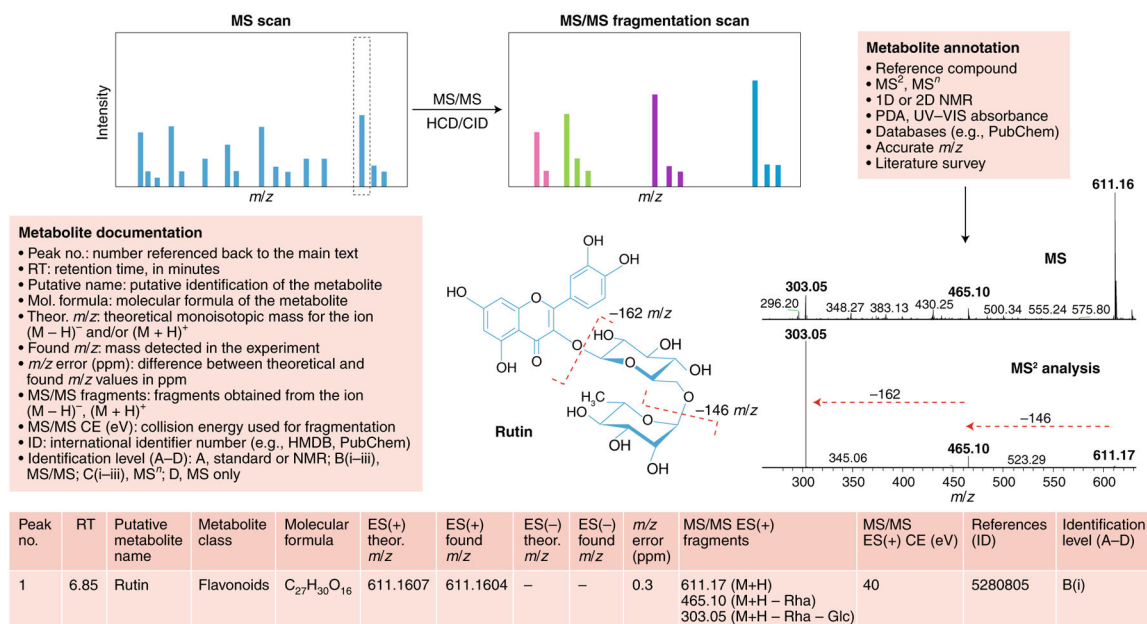 MS scan
Intensity
m/z
MS/MS
HCD/CID
MS/MS fragmentation scan
m/z
Metabolite annotation
• Reference compound
• MS², MSⁿ
• 1D or 2D NMR
• PDA, UV–VIS absorbance
• Databases (e.g., PubChem)
• Accurate m/z
• Literature survey
Metabolite documentation
• Peak no.: number referenced back to the main text
• RT: retention time, in minutes
• Putative name: putative identification of the metabolite
• Mol. formula: molecular formula of the metabolite
• Theor. m/z: theoretical monoisotopic mass for the ion
(M – H)⁻ and/or (M + H)⁺
• Found m/z: mass detected in the experiment
• m/z error (ppm): difference between theoretical and
found m/z values in ppm
• MS/MS fragments: fragments obtained from the ion
(M – H)⁻, (M + H)⁺
• MS/MS CE (eV): collision energy used for fragmentation
• ID: international identifier number (e.g., HMDB, PubChem)
• Identification level (A–D): A, standard or NMR; B(i–iii),
MS/MS; C(i–iii), MSⁿ; D, MS only
OH
OH
HO
O
OH
O
–162 m/z
O
HO
OH
O
OH
O
H₃C
–146 m/z
HO
O
OH
OH
Rutin
611.16
MS
303.05
465.10
296.20
348.27
383.13
430.25
500.34
555.24
575.80
303.05
MS² analysis
–162
–146
465.10
611.17
345.06
523.29
300 350 400 450 500 550 600
m/z
Peak no. RT Putative metabolite name Metabolite class Molecular formula ES(+) theor. m/z ES(+) found m/z ES(–) theor. m/z ES(–) found m/z m/z error (ppm) MS/MS ES(+) fragments MS/MS ES(+) CE (eV) References (ID) Identification level (A–D)
1 6.85 Rutin Flavonoids C₂₇H₃₀O₁₆ 611.1607 611.1604 – – 0.3 611.17 (M+H) 40 5280805 B(i)
465.10 (M+H – Rha)
303.05 (M+H – Rha – Glc)